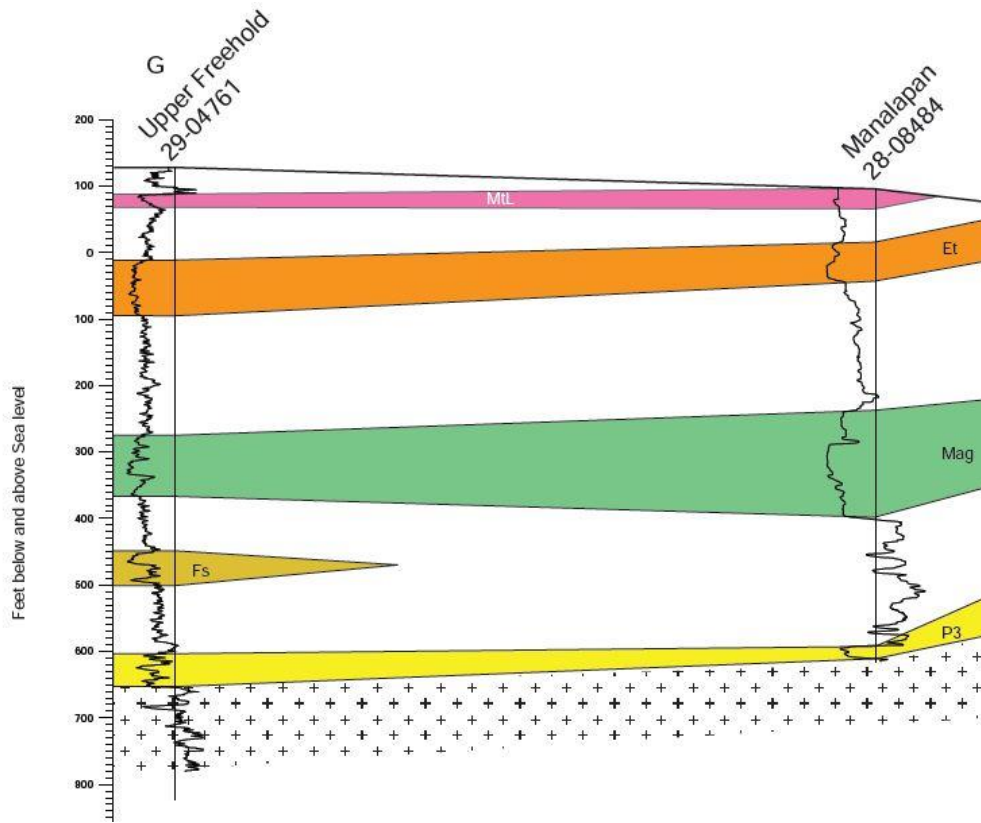 G
Upper Freehold
29-04761
Manalapan
28-08484
Feet below and above Sea level
200
100
0
100
200
300
400
500
600
700
800
MtL
Et
Mag
Fs
P3